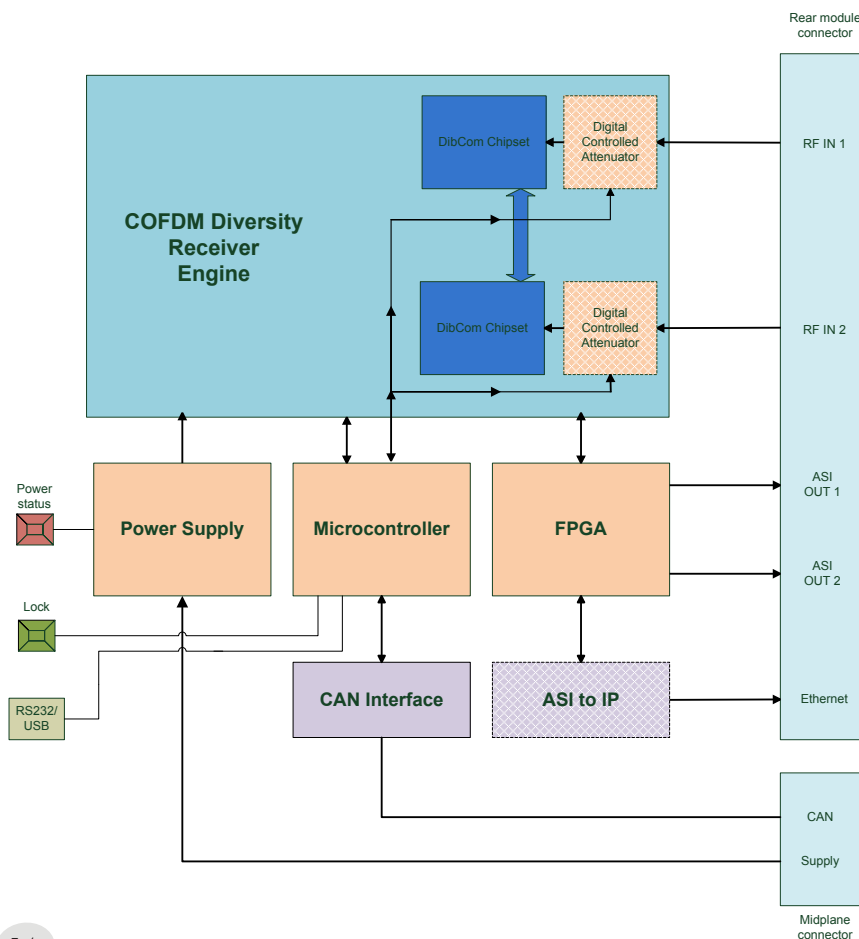 Rear module
connector
DibCom Chipset
Digital
Controlled
Attenuator
RF IN 1
COFDM Diversity
Receiver
Engine
DibCom Chipset
Digital
Controlled
Attenuator
RF IN 2
Power
status
Power Supply
Microcontroller
FPGA
ASI
OUT 1
ASI
OUT 2
Lock
RS232/
USB
CAN Interface
ASI to IP
Ethernet
CAN
Supply
Midplane
connector